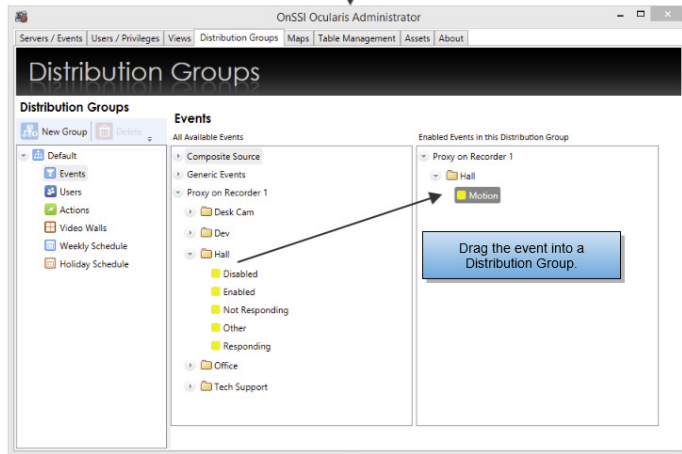 OnSSI Ocularis Administrator
Servers / Events Users / Privileges Views Distribution Groups Maps Table Management Assets About
Distribution Groups
Distribution Groups
New Group Delete
Default
Events
Users
Actions
Video Walls
Weekly Schedule
Holiday Schedule
Events
All Available Events
Composite Source
Generic Events
Proxy on Recorder 1
Desk Cam
Dev
Hall
Disabled
Enabled
Not Responding
Other
Responding
Office
Tech Support
Enabled Events in this Distribution Group
Proxy on Recorder 1
Hall
Motion
Drag the event into a
Distribution Group.